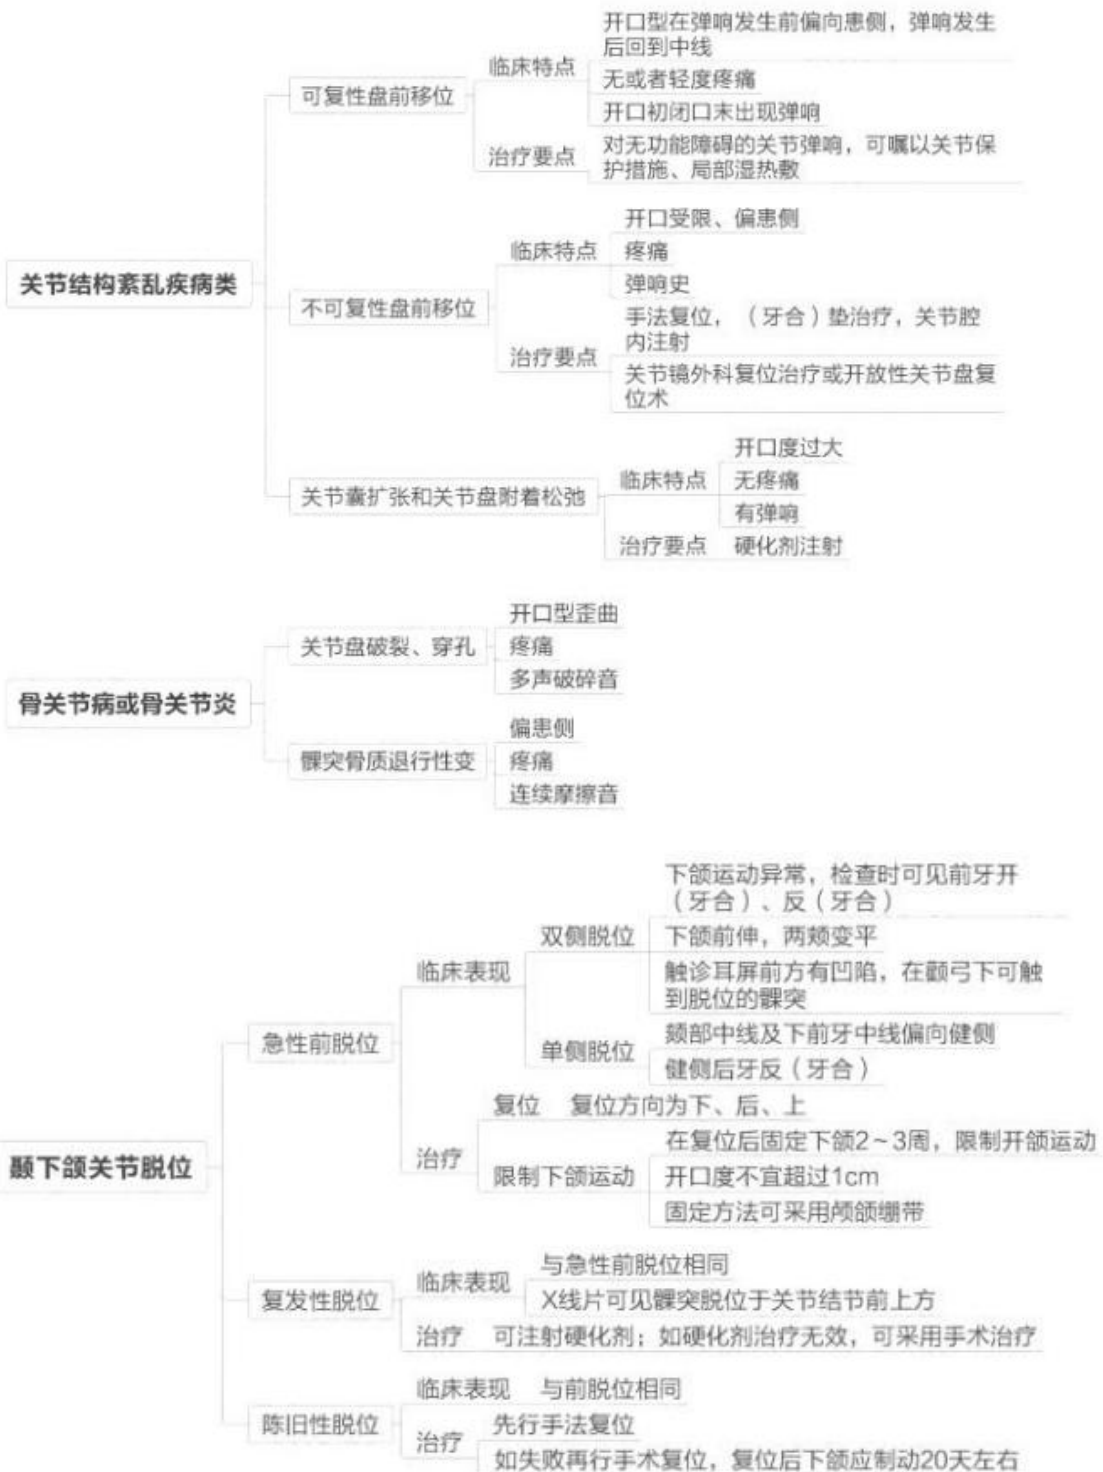 关节结构紊乱疾病类
可复性盘前移位
临床特点
开口型在弹响发生前偏向患侧，弹响发生
后回到中线
无或者轻度疼痛
开口初闭口末出现弹响
治疗要点
对无功能障碍的关节弹响，可嘱以关节保
护措施、局部湿热敷
不可复性盘前移位
临床特点
开口受限、偏患侧
疼痛
弹响史
治疗要点
手法复位，（牙合）垫治疗，关节腔
内注射
关节镜外科复位治疗或开放性关节盘复
位术
关节囊扩张和关节盘附着松弛
临床特点
开口度过大
无疼痛
有弹响
治疗要点
硬化剂注射
骨关节病或骨关节炎
关节盘破裂、穿孔
开口型歪曲
疼痛
多声破碎音
髁突骨质退行性变
偏患侧
疼痛
连续摩擦音
颞下颌关节脱位
急性前脱位
临床表现
双侧脱位
下颌运动异常，检查时可见前牙开
（牙合）、反（牙合）
下颌前伸，两颊变平
触诊耳屏前方有凹陷，在颧弓下可触
到脱位的髁突
单侧脱位
颏部中线及下前牙中线偏向健侧
健侧后牙反（牙合）
治疗
复位
复位方向为下、后、上
限制下颌运动
在复位后固定下颌2～3周，限制开颌运动
开口度不宜超过1cm
固定方法可采用颅颌绷带
复发性脱位
临床表现
与急性前脱位相同
X线片可见髁突脱位于关节结节前上方
治疗
可注射硬化剂；如硬化剂治疗无效，可采用手术治疗
陈旧性脱位
临床表现
与前脱位相同
治疗
先行手法复位
如失败再行手术复位，复位后下颌应制动20天左右